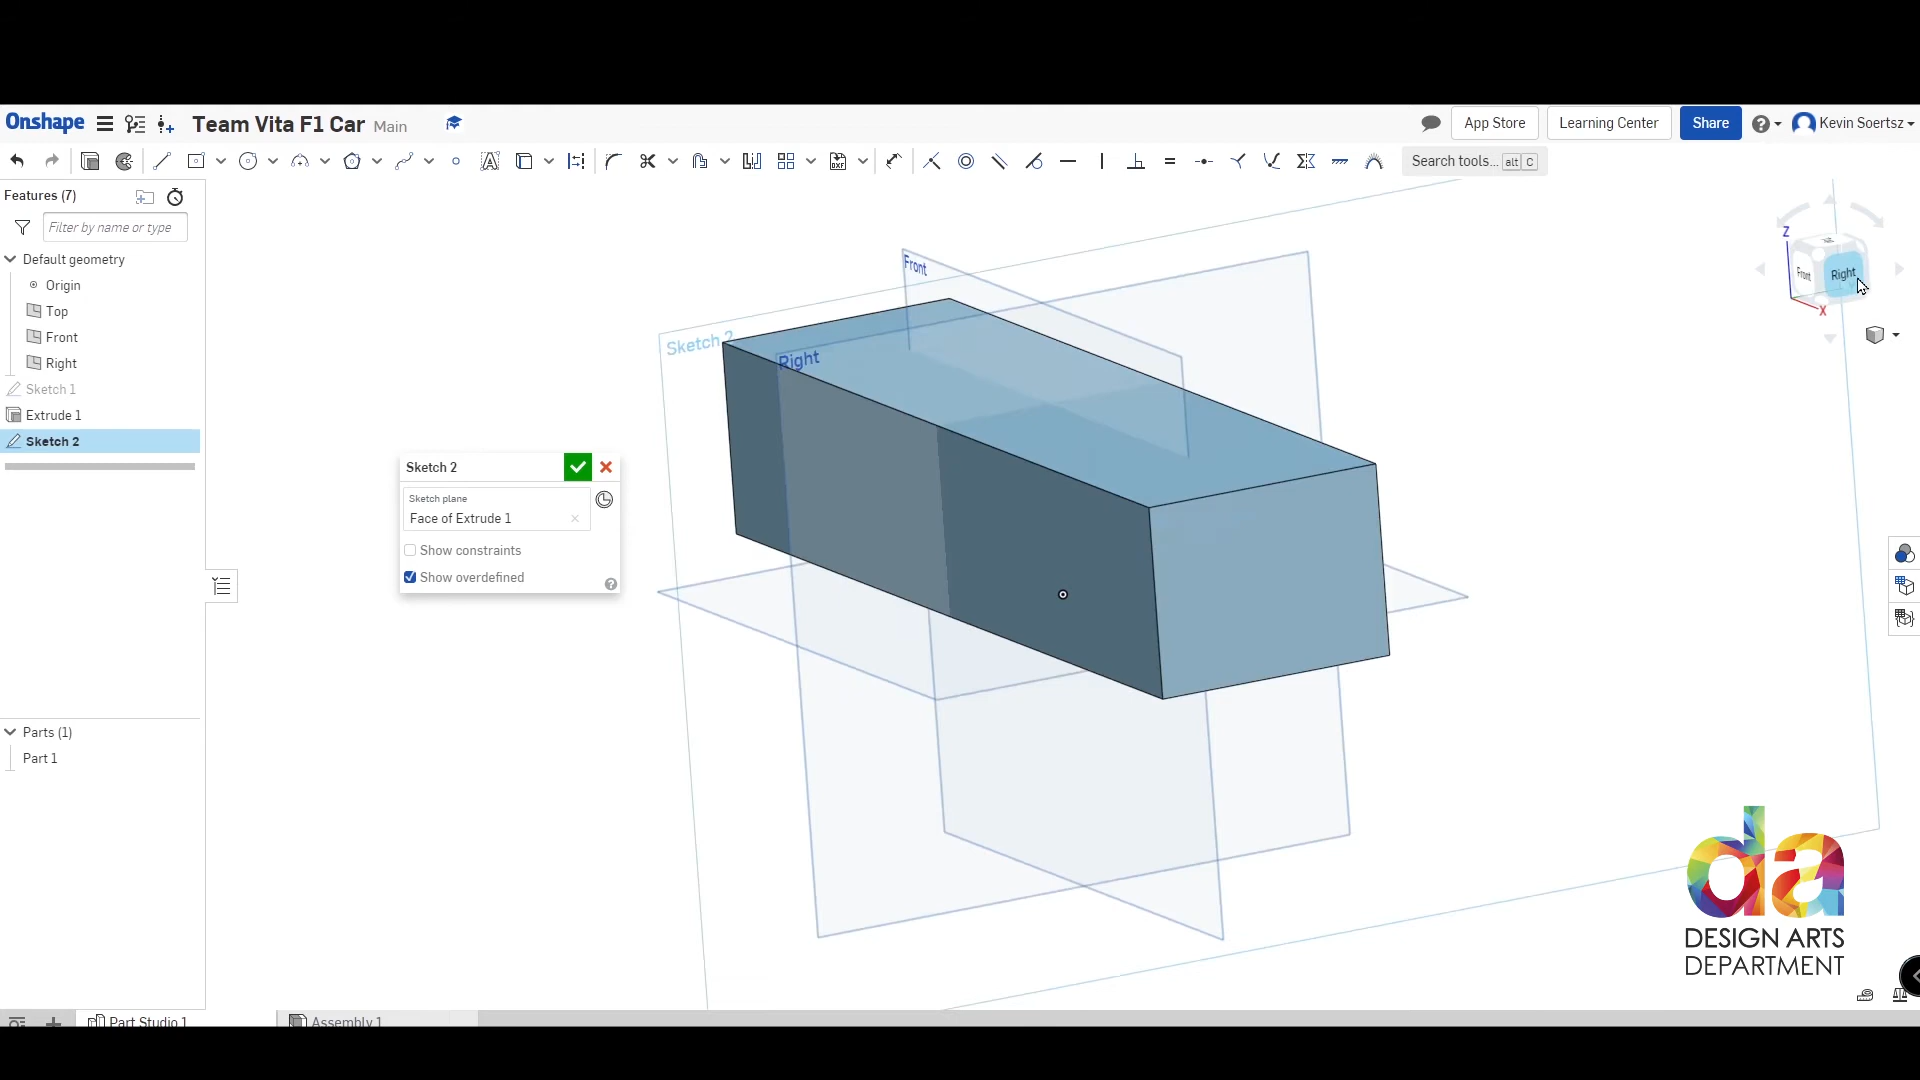 Onshape
Team Vita F1 Car Main
App Store
Learning Center
Share
Kevin Soertsz
Search tools... alt C
Features (7)
Filter by name or type
Default geometry
Origin
Top
Front
Right
Sketch 1
Extrude 1
Sketch 2
Parts (1)
Part 1
Sketch 2
Sketch plane
Face of Extrude 1
Show constraints
Show overdefined
Front
Sketch 2
Right
Z
Front
Right
X
da
DESIGN ARTS
DEPARTMENT
Part Studio 1
Assembly 1